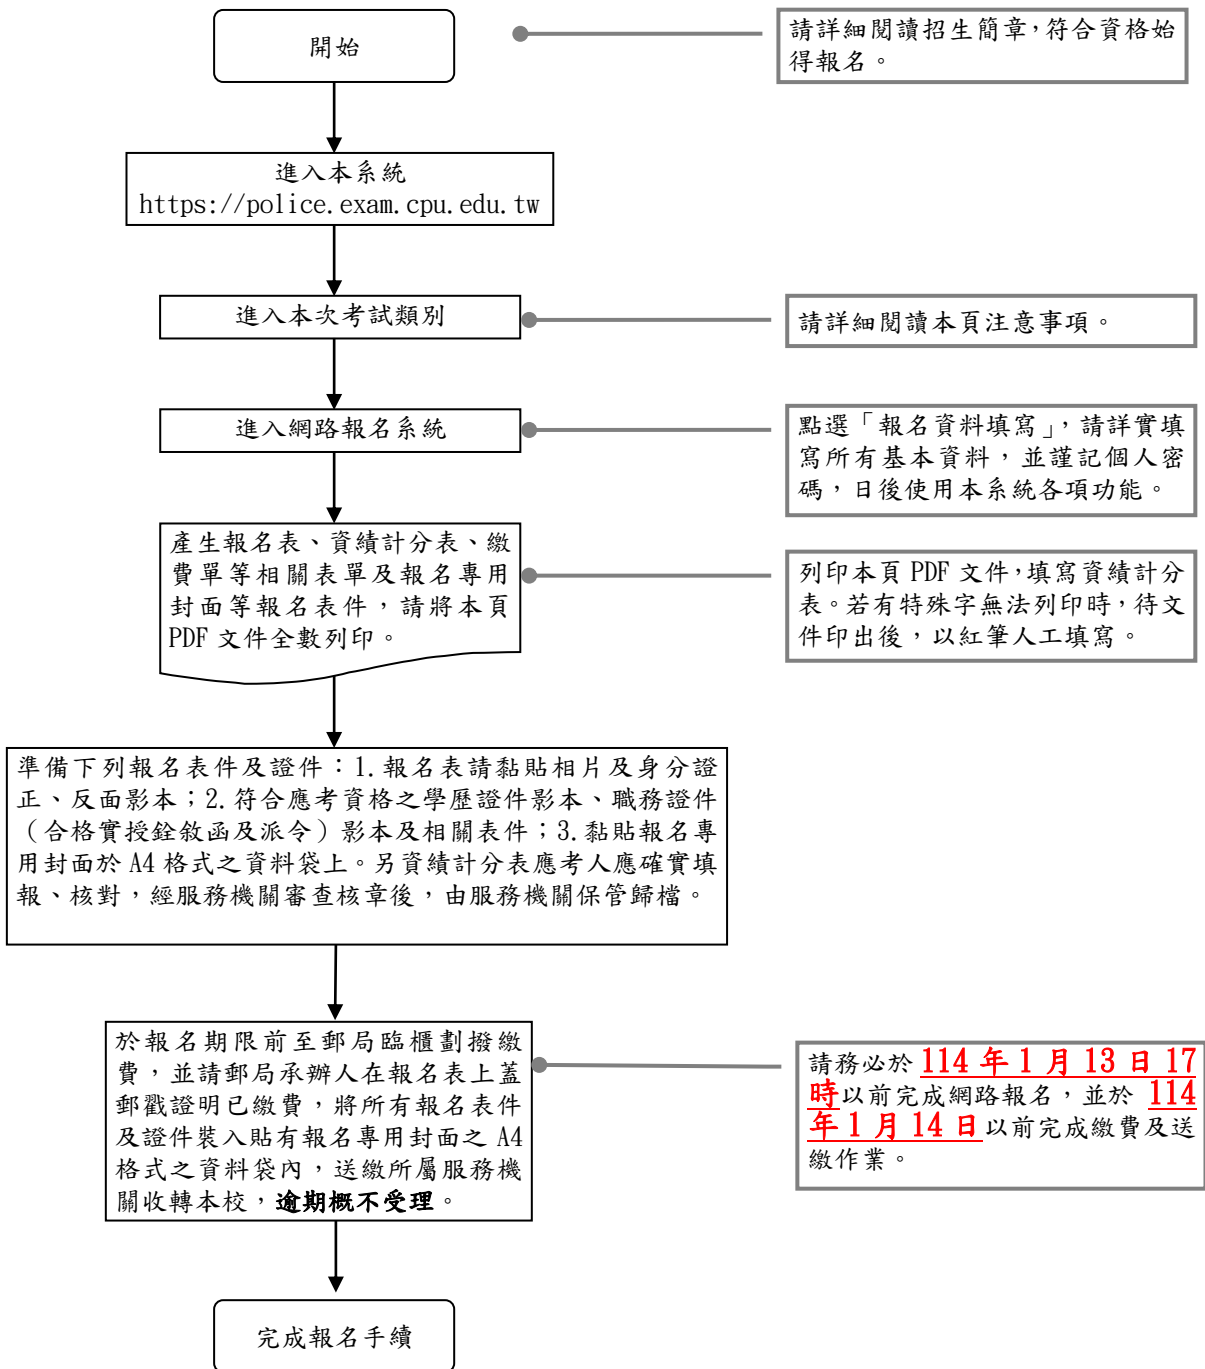 開始
請詳細閱讀招生簡章，符合資格始
得報名。
進入本系統
https://police.exam.cpu.edu.tw
進入本次考試類別
請詳細閱讀本頁注意事項。
進入網路報名系統
點選「報名資料填寫」，請詳實填
寫所有基本資料，並謹記個人密
碼，日後使用本系統各項功能。
產生報名表、資績計分表、繳
費單等相關表單及報名專用
封面等報名表件，請將本頁
PDF 文件全數列印。
列印本頁 PDF 文件，填寫資績計分
表。若有特殊字無法列印時，待文
件印出後，以紅筆人工填寫。
準備下列報名表件及證件：1.報名表請黏貼相片及身分證
正、反面影本；2.符合應考資格之學歷證件影本、職務證件
（合格實授銓敘函及派令）影本及相關表件；3.黏貼報名專
用封面於 A4 格式之資料袋上。另資績計分表應考人應確實填
報、核對，經服務機關審查核章後，由服務機關保管歸檔。
於報名期限前至郵局臨櫃劃撥繳
費，並請郵局承辦人在報名表上蓋
郵戳證明已繳費，將所有報名表件
及證件裝入貼有報名專用封面之 A4
格式之資料袋內，送繳所屬服務機
關收轉本校，逾期概不受理。
請務必於 114 年 1 月 13 日 17
時以前完成網路報名，並於 114
年 1 月 14 日以前完成繳費及送
繳作業。
完成報名手續